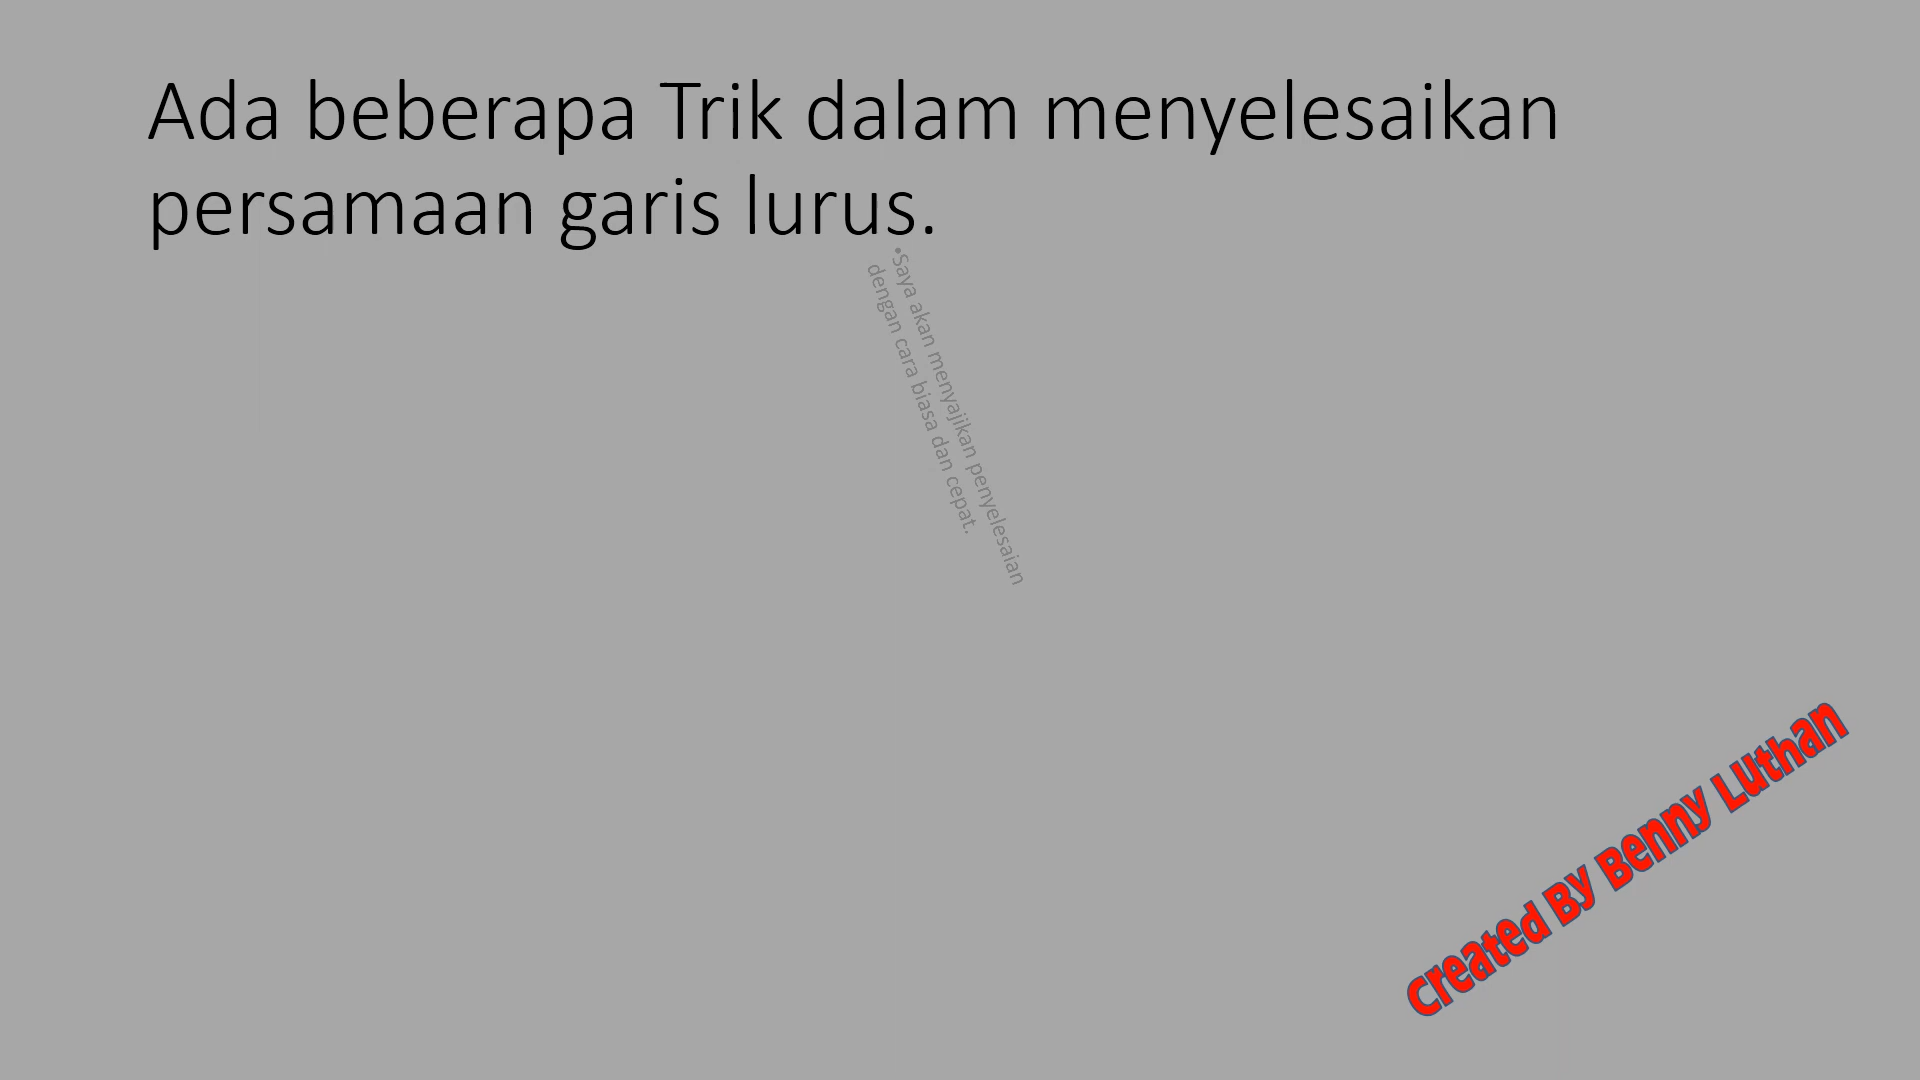 Ada beberapa Trik dalam menyelesaikan
persamaan garis lurus.
•Saya akan menyajikan penyelesaian
dengan cara biasa dan cepat.
Created By Benny Luthan